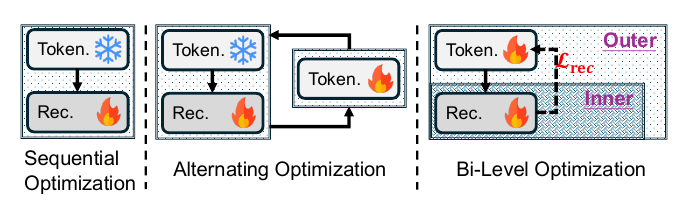 Token.
Rec.
Sequential
Optimization
Token.
Rec.
Token.
Alternating Optimization
Outer
Token.
ℒrec
Inner
Rec.
Bi-Level Optimization